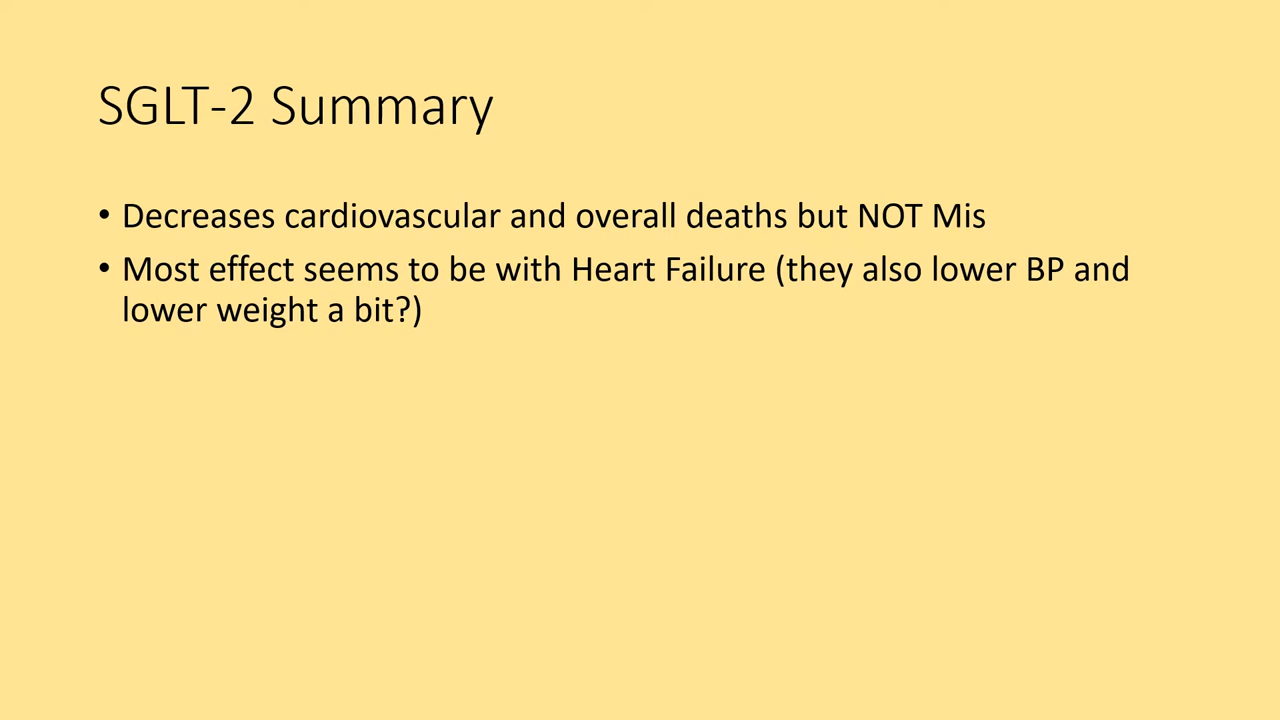 SGLT-2 Summary
• Decreases cardiovascular and overall deaths but NOT Mis
• Most effect seems to be with Heart Failure (they also lower BP and
lower weight a bit?)